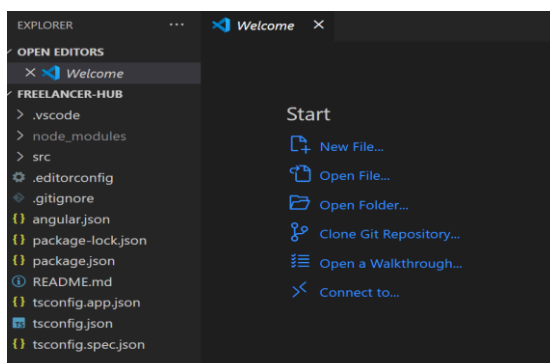 EXPLORER ···
OPEN EDITORS
Welcome
FREELANCER-HUB
.vscode
node_modules
src
.editorconfig
.gitignore
{} angular.json
{} package-lock.json
{} package.json
README.md
{} tsconfig.app.json
TS tsconfig.json
{} tsconfig.spec.json
Welcome
Start
New File...
Open File...
Open Folder...
Clone Git Repository...
Open a Walkthrough...
Connect to...